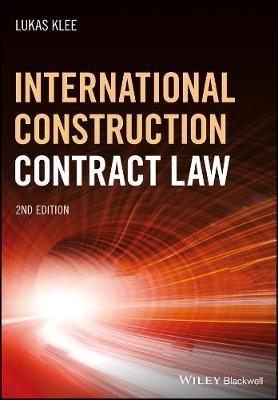 LUKAS KLEE
INTERNATIONAL
CONSTRUCTION
CONTRACT LAW
2ND EDITION
WILEY Blackwell